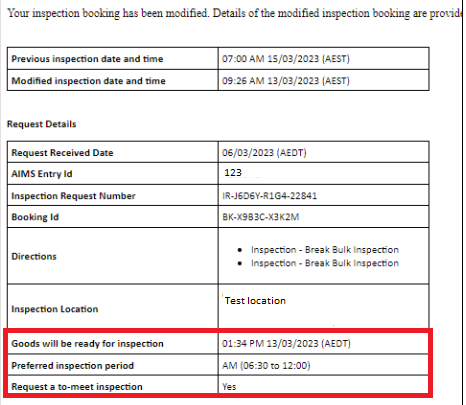 Your inspection booking has been modified. Details of the modified inspection booking are provide
Previous inspection date and time 07:00 AM 15/03/2023 (AEST)
Modified inspection date and time 09:26 AM 13/03/2023 (AEST)
Request Details
Request Received Date 06/03/2023 (AEDT)
AIMS Entry Id 123
Inspection Request Number IR-J6D6Y-R1G4-22841
Booking Id BK-X9B3C-X3K2M
Directions
• Inspection - Break Bulk Inspection
• Inspection - Break Bulk Inspection
Inspection Location Test location
Goods will be ready for inspection 01:34 PM 13/03/2023 (AEDT)
Preferred inspection period AM (06:30 to 12:00)
Request a to-meet inspection Yes